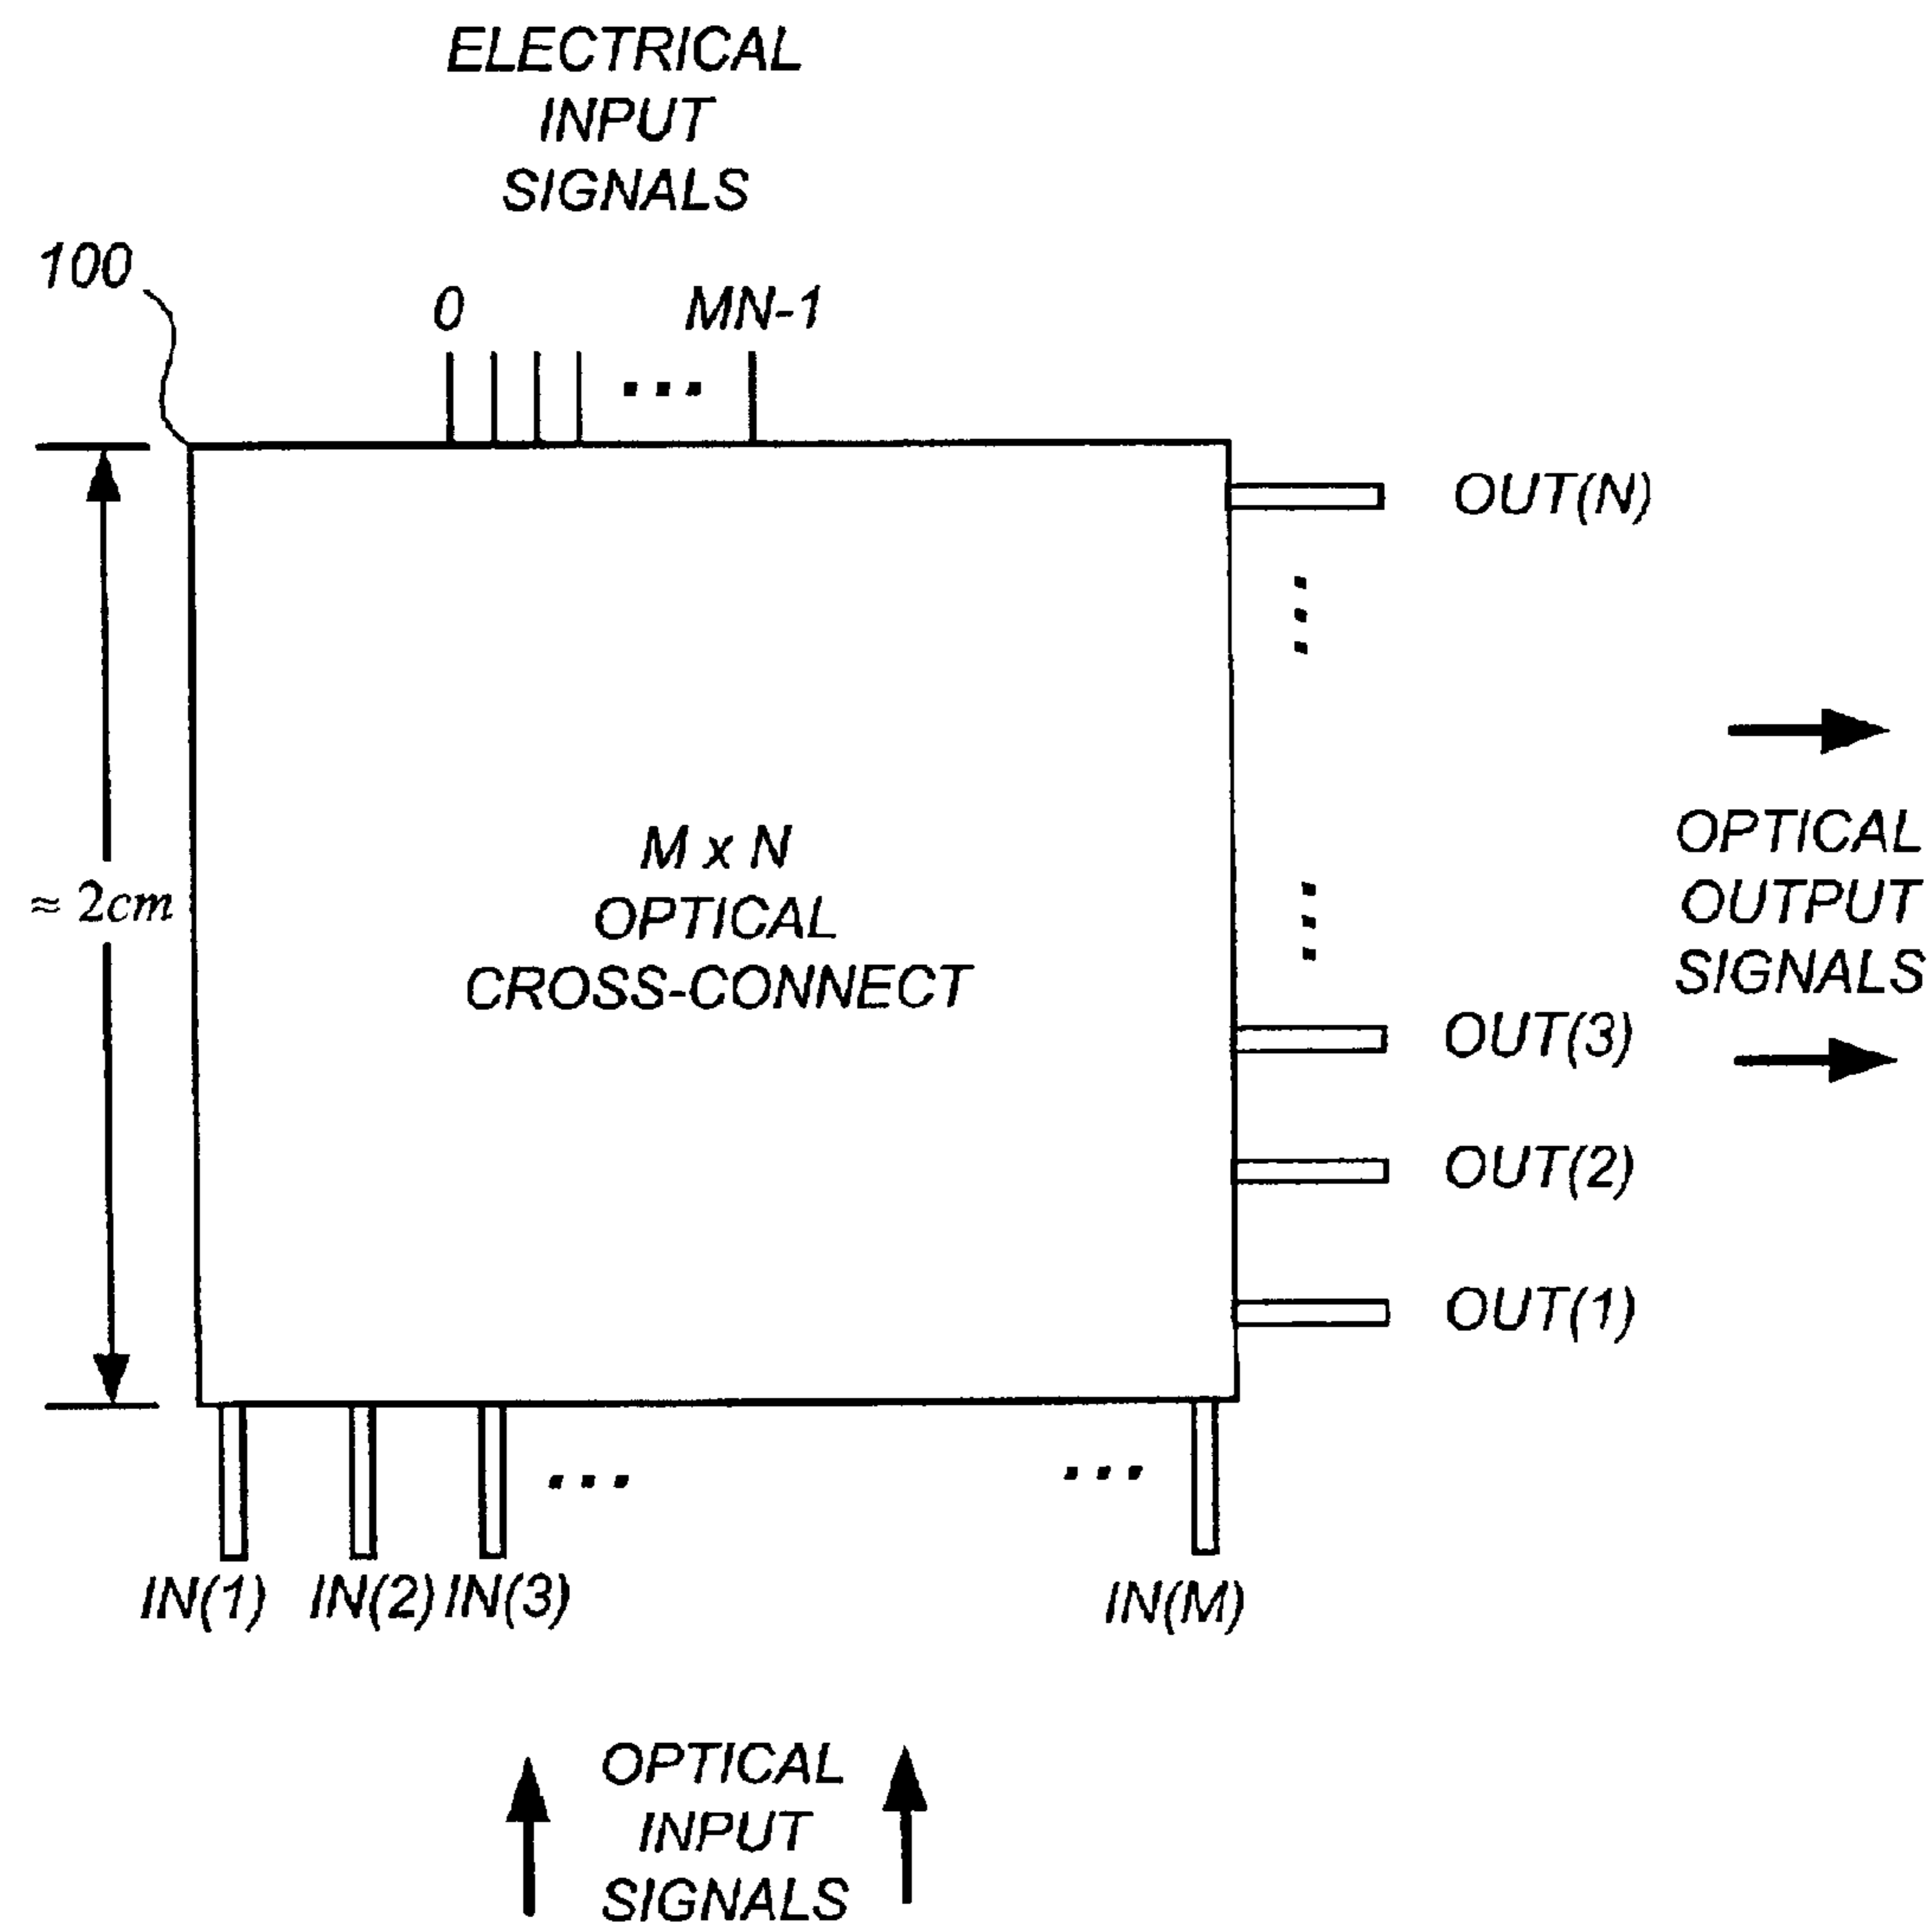 ELECTRICAL
INPUT
SIGNALS
100
0
MN-1
OUT(N)
M x N
OPTICAL
CROSS-CONNECT
≈ 2cm
OPTICAL
OUTPUT
SIGNALS
OUT(3)
OUT(2)
OUT(1)
IN(1)
IN(2)
IN(3)
IN(M)
OPTICAL
INPUT
SIGNALS